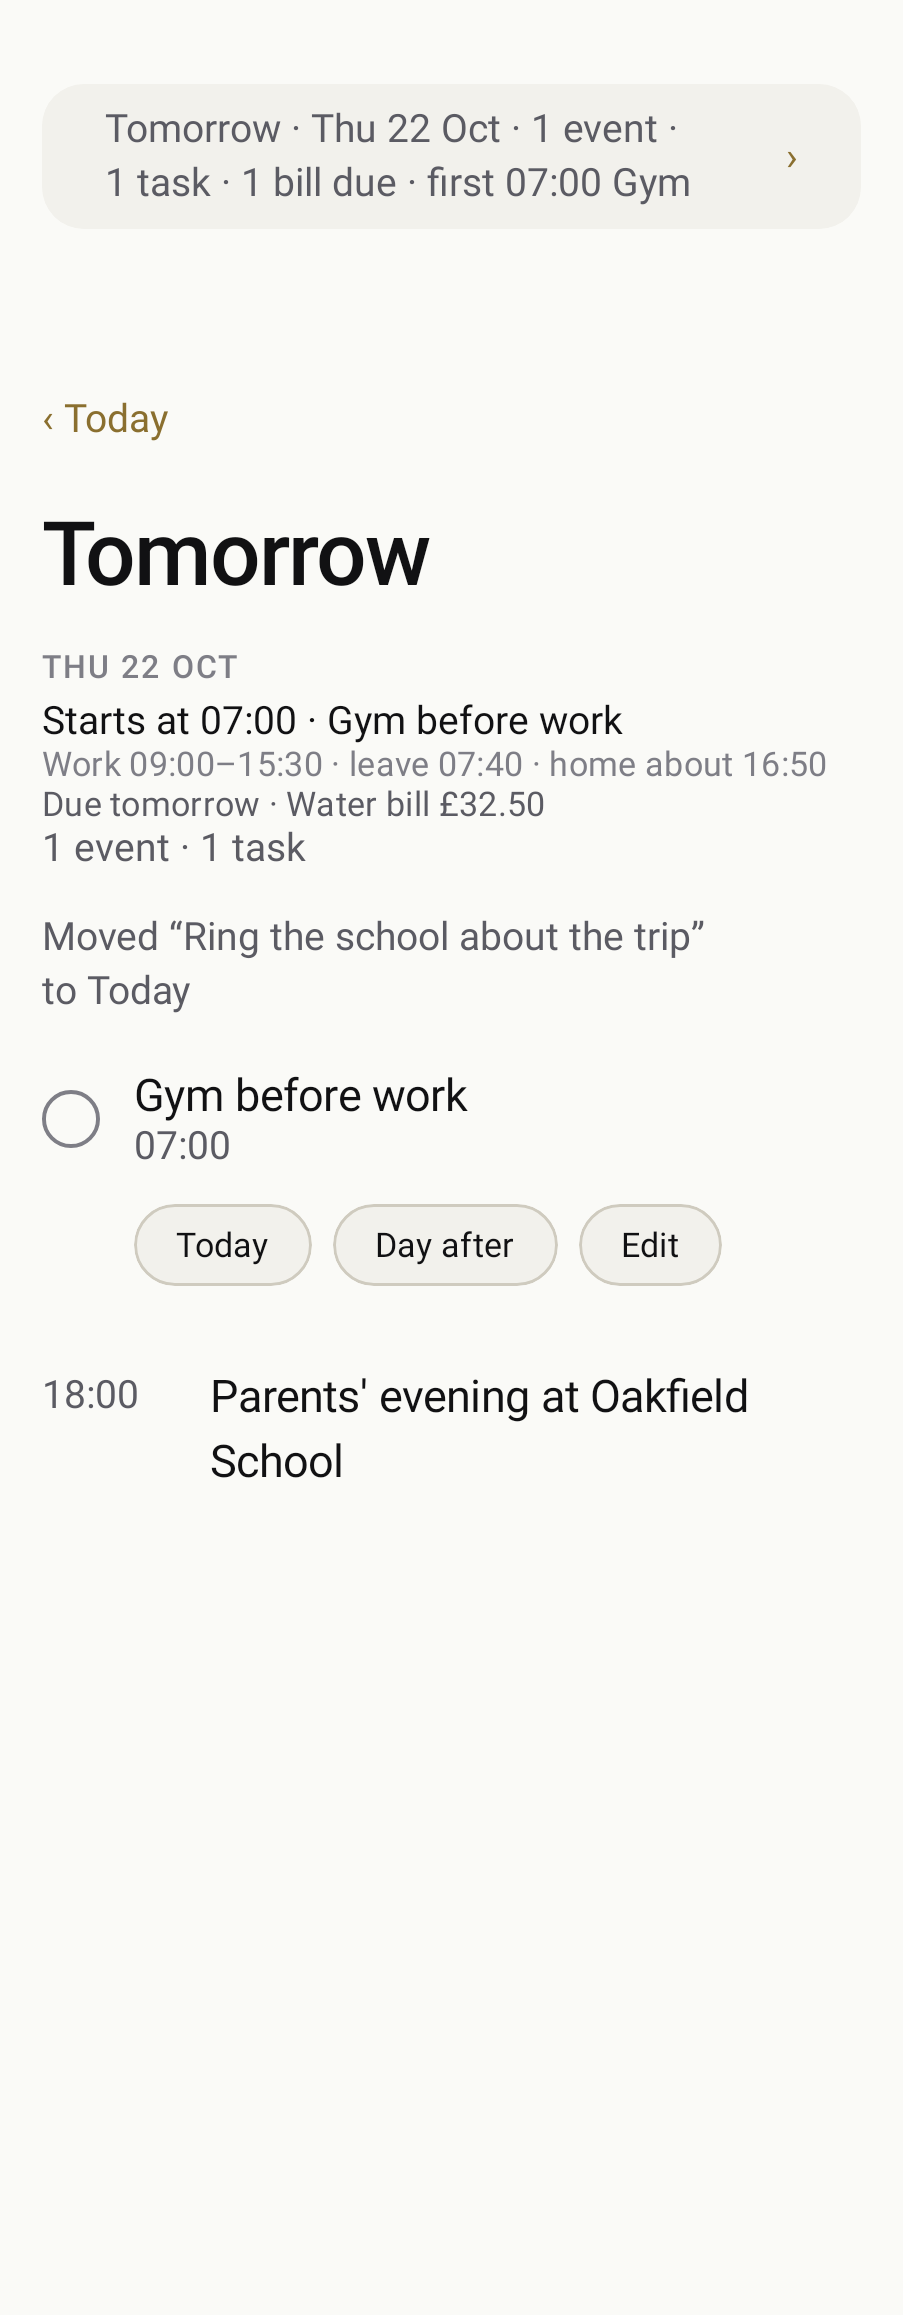 Tomorrow · Thu 22 Oct · 1 event ·
1 task · 1 bill due · first 07:00 Gym
›
‹ Today
Tomorrow
THU 22 OCT
Starts at 07:00 · Gym before work
Work 09:00–15:30 · leave 07:40 · home about 16:50
Due tomorrow · Water bill £32.50
1 event · 1 task
Moved “Ring the school about the trip”
to Today
Gym before work
07:00
Today Day after Edit
18:00 Parents' evening at Oakfield
School